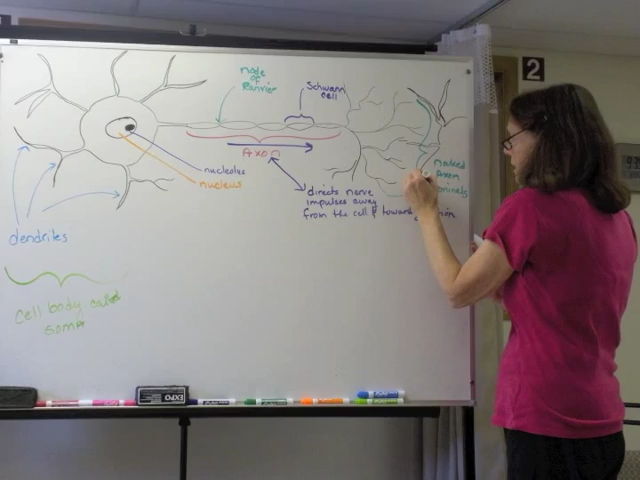 node
of
Ranvier
Schwann
cell
2
Axon
nucleolus
nucleus
naked
Axon
directs nerve
impulses away
from the cell & toward
dendrites
Cell body called
soma
EXPO